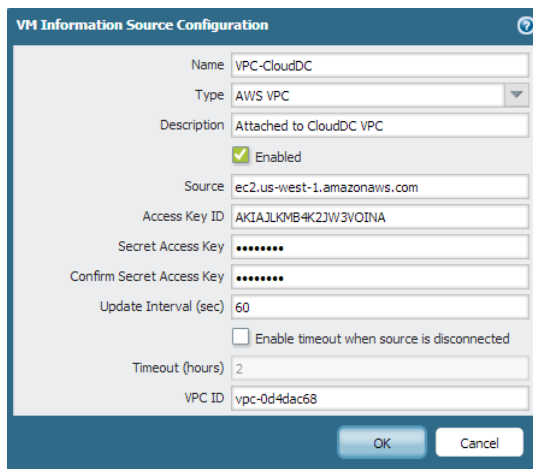 VM Information Source Configuration
Name VPC-CloudDC
Type AWS VPC
Description Attached to CloudDC VPC
Enabled
Source ec2.us-west-1.amazonaws.com
Access Key ID AKIAJLKMB4K2JW3VOINA
Secret Access Key ••••••••
Confirm Secret Access Key ••••••••
Update Interval (sec) 60
Enable timeout when source is disconnected
Timeout (hours) 2
VPC ID vpc-0d4dac68
OK Cancel